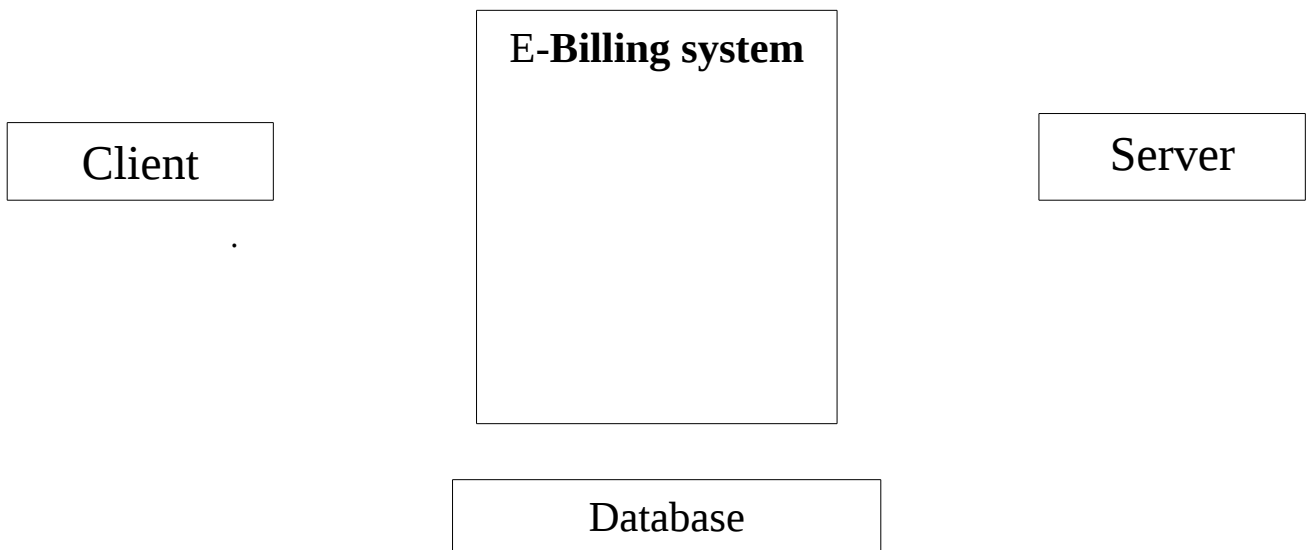 E-Billing system
Client
Server
.
Database